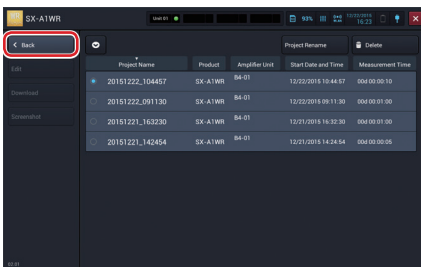 SX-A1WR
Unit 01
93%
12/22/2015
16:23
Back
Project Rename
Delete
Edit
Project Name
Product
Amplifier Unit
Start Date and Time
Measurement Time
Download
20151222_104457
SX-A1WR
B4-01
12/22/2015 10:44:57
00d 00:00:10
20151222_091130
SX-A1WR
B4-01
12/22/2015 09:11:30
00d 00:01:00
Screenshot
20151221_163230
SX-A1WR
B4-01
12/21/2015 16:32:30
00d 00:01:00
20151221_142454
SX-A1WR
B4-01
12/21/2015 14:24:54
00d 00:00:05
02.01